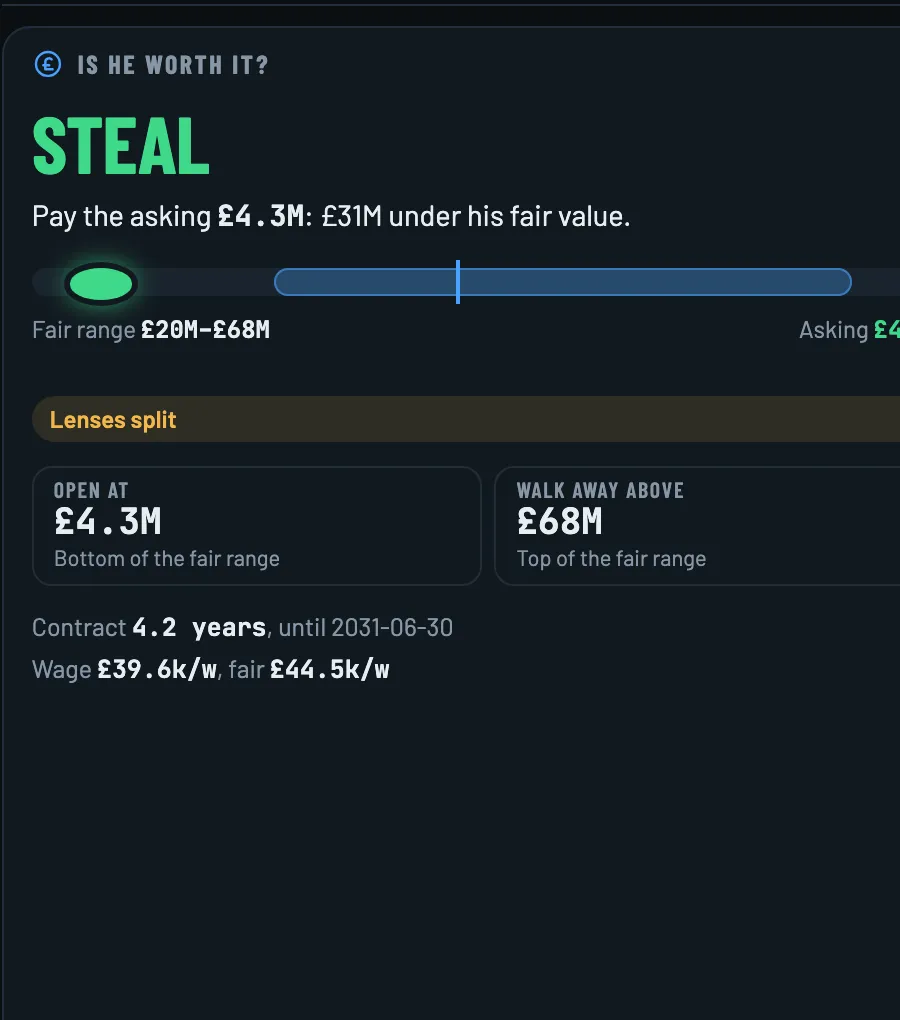 £ IS HE WORTH IT?
STEAL
Pay the asking £4.3M: £31M under his fair value.
Fair range £20M–£68M
Asking £4
Lenses split
OPEN AT
£4.3M
Bottom of the fair range
WALK AWAY ABOVE
£68M
Top of the fair range
Contract 4.2 years, until 2031-06-30
Wage £39.6k/w, fair £44.5k/w